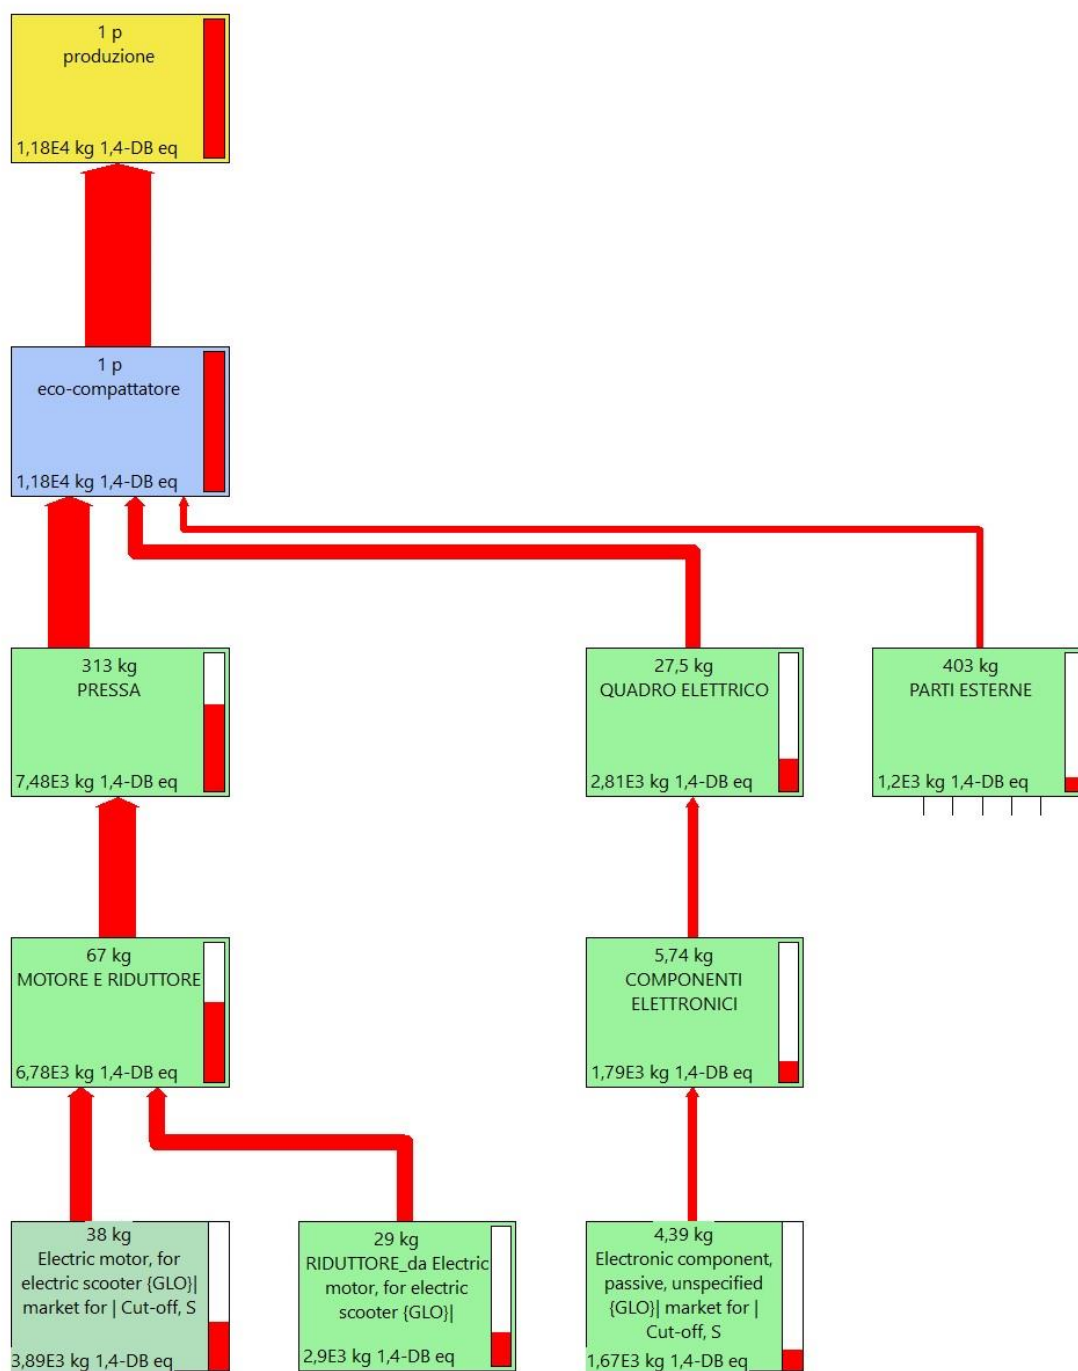 1 p
produzione
1,18E4 kg 1,4-DB eq
1 p
eco-compattatore
1,18E4 kg 1,4-DB eq
313 kg
PRESSA
7,48E3 kg 1,4-DB eq
27,5 kg
QUADRO ELETTRICO
2,81E3 kg 1,4-DB eq
403 kg
PARTI ESTERNE
1,2E3 kg 1,4-DB eq
67 kg
MOTORE E RIDUTTORE
6,78E3 kg 1,4-DB eq
5,74 kg
COMPONENTI
ELETTRONICI
1,79E3 kg 1,4-DB eq
38 kg
Electric motor, for
electric scooter {GLO}|
market for | Cut-off, S
3,89E3 kg 1,4-DB eq
29 kg
RIDUTTORE_da Electric
motor, for electric
scooter {GLO}|
2,9E3 kg 1,4-DB eq
4,39 kg
Electronic component,
passive, unspecified
{GLO}| market for |
Cut-off, S
1,67E3 kg 1,4-DB eq